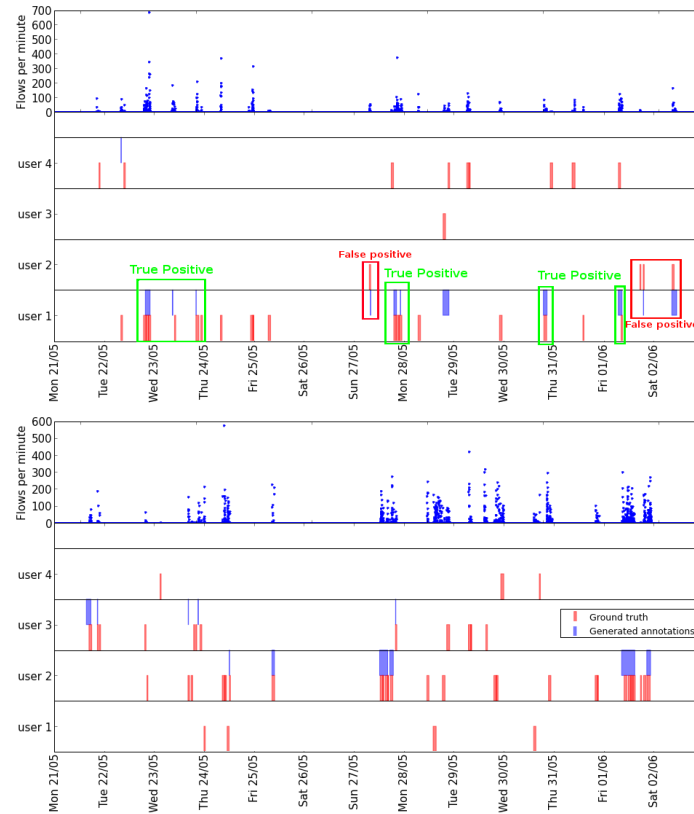 700
600
500
400
300
200
100
0
Flows per minute
user 4
user 3
user 2
user 1
False positive
True Positive
True Positive
True Positive
False positive
Mon 21/05
Tue 22/05
Wed 23/05
Thu 24/05
Fri 25/05
Sat 26/05
Sun 27/05
Mon 28/05
Tue 29/05
Wed 30/05
Thu 31/05
Fri 01/06
Sat 02/06
600
500
400
300
200
100
0
Flows per minute
user 4
user 3
user 2
user 1
Ground truth
Generated annotations
Mon 21/05
Tue 22/05
Wed 23/05
Thu 24/05
Fri 25/05
Sat 26/05
Sun 27/05
Mon 28/05
Tue 29/05
Wed 30/05
Thu 31/05
Fri 01/06
Sat 02/06